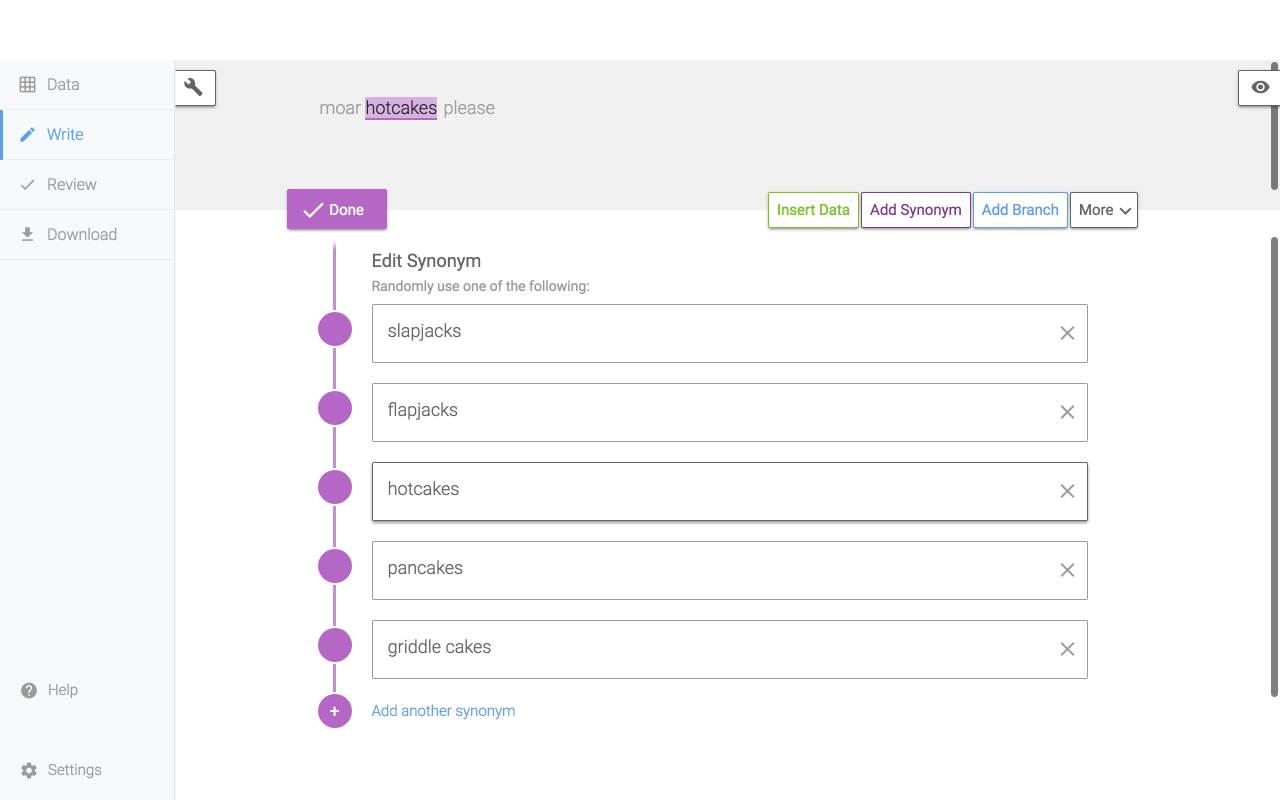 Data
Write
Review
Download
Help
Settings
moar hotcakes please
Done
Insert Data
Add Synonym
Add Branch
More
Edit Synonym
Randomly use one of the following:
slapjacks
flapjacks
hotcakes
pancakes
griddle cakes
Add another synonym